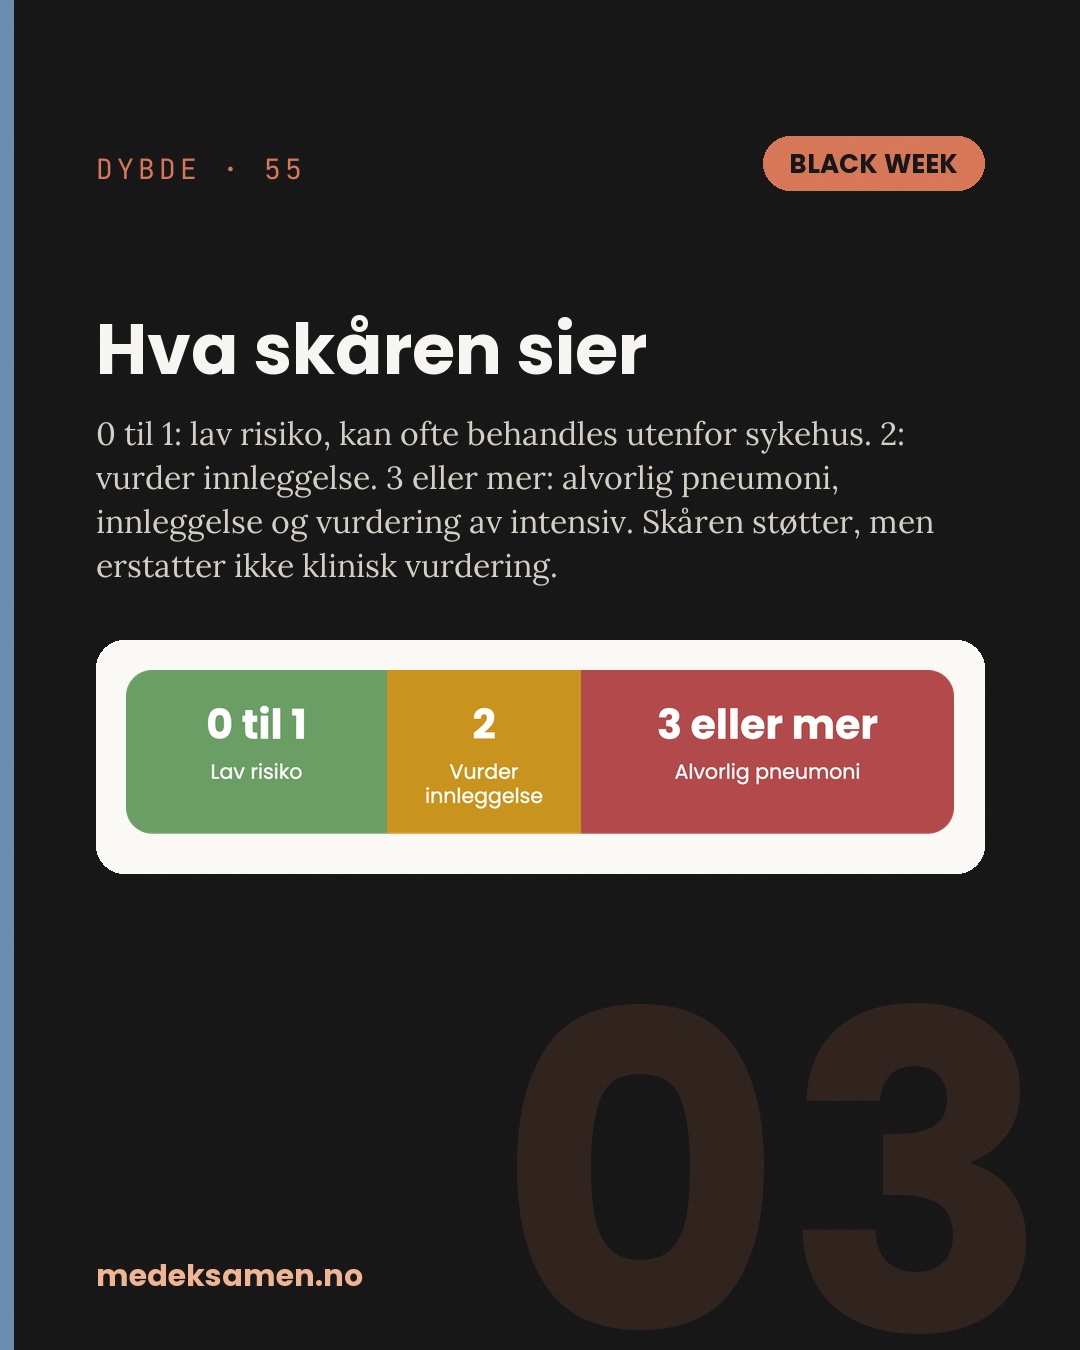 DYBDE · 55
BLACK WEEK
Hva skåren sier
0 til 1: lav risiko, kan ofte behandles utenfor sykehus. 2:
vurder innleggelse. 3 eller mer: alvorlig pneumoni,
innleggelse og vurdering av intensiv. Skåren støtter, men
erstatter ikke klinisk vurdering.
0 til 1
Lav risiko
2
Vurder
innleggelse
3 eller mer
Alvorlig pneumoni
03
medeksamen.no